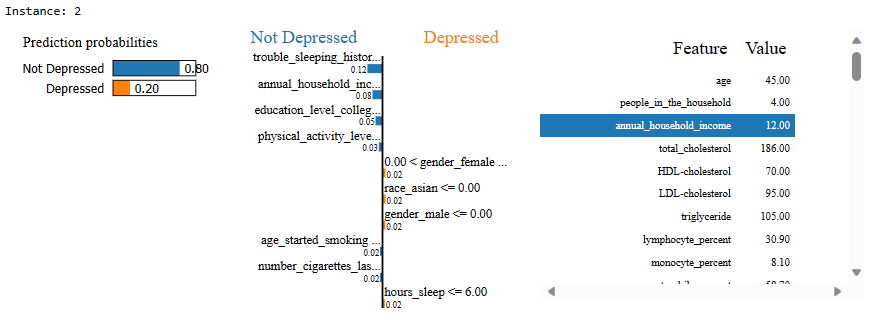 Instance: 2
Prediction probabilities
Not Depressed 0.80
Depressed 0.20
Not Depressed Depressed
trouble_sleeping_histor...
0.12
annual_household_inc...
0.08
education_level_colleg...
0.05
physical_activity_leve...
0.03
0.00 < gender_female ...
0.02
race_asian <= 0.00
0.02
gender_male <= 0.00
0.02
age_started_smoking ...
0.02
number_cigarettes_las...
0.02
hours_sleep <= 6.00
0.02
Feature Value
age 45.00
people_in_the_household 4.00
annual_household_income 12.00
total_cholesterol 186.00
HDL-cholesterol 70.00
LDL-cholesterol 95.00
triglyceride 105.00
lymphocyte_percent 30.90
monocyte_percent 8.10